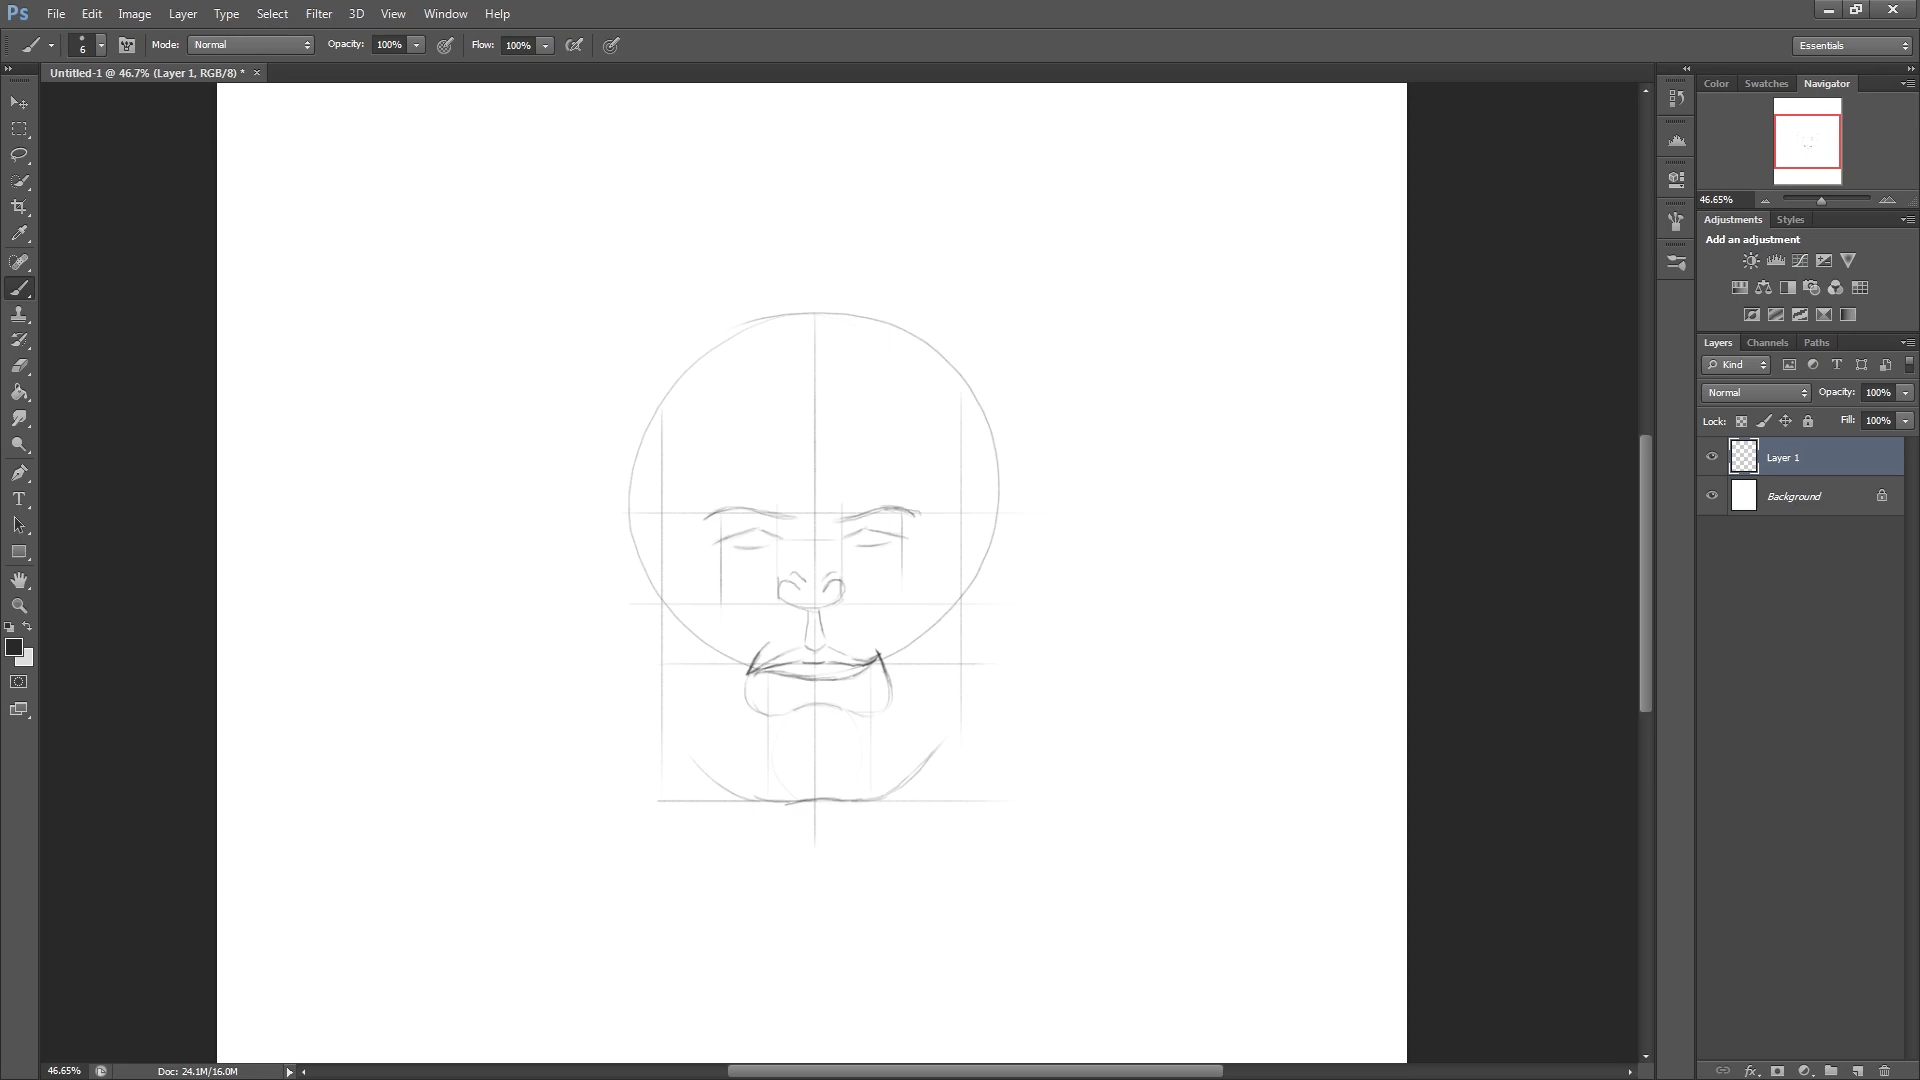 Ps File Edit Image Layer Type Select Filter 3D View Window Help
6 Mode: Normal Opacity: 100% Flow: 100% Essentials
Untitled-1 @ 46.7% (Layer 1, RGB/8) * ×
Color Swatches Navigator
46.65%
Adjustments Styles
Add an adjustment
Layers Channels Paths
Kind
Normal Opacity: 100%
Lock: Fill: 100%
Layer 1
Background
T
fx
46.65% Doc: 24.1M/16.0M